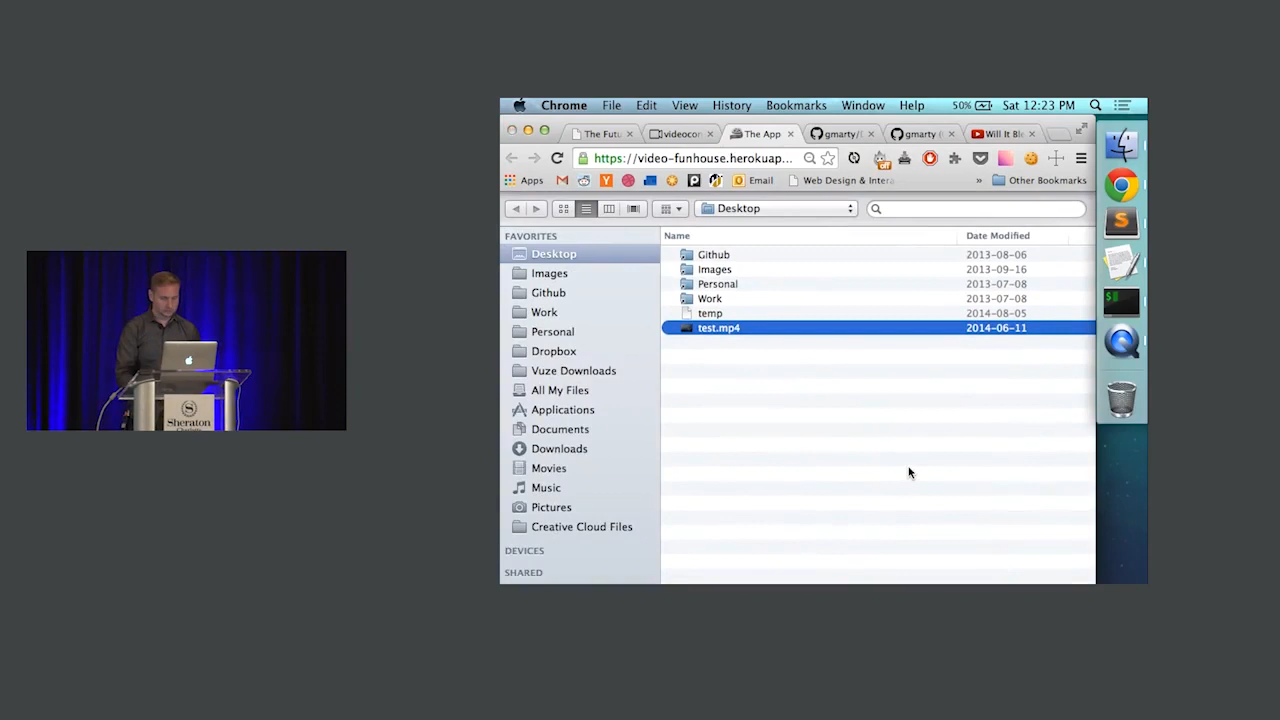 Chrome File Edit View History Bookmarks Window Help 50% Sat 12:23 PM
The Futu videocon The App gmarty/D gmarty ( Will It Ble
https://video-funhouse.herokuap...
Apps Email Web Design & Intera » Other Bookmarks
Desktop
FAVORITES
Desktop
Images
Github
Work
Personal
Dropbox
Vuze Downloads
All My Files
Applications
Documents
Downloads
Movies
Music
Pictures
Creative Cloud Files
DEVICES
SHARED
Name Date Modified
Github 2013-08-06
Images 2013-09-16
Personal 2013-07-08
Work 2013-07-08
temp 2014-08-05
test.mp4 2014-06-11
Sheraton